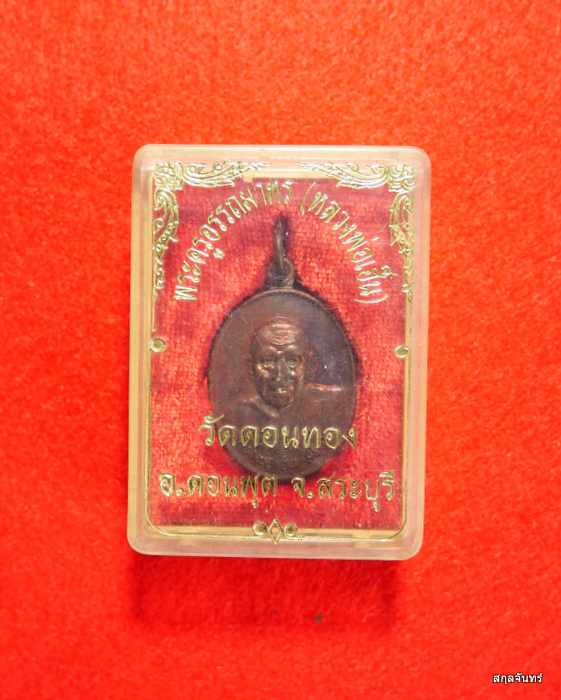 พระครูอรรถมาทร (หลวงพ่อเย็น)
วัดดอนทอง
อ.ดอนพุต จ.สระบุรี
สกุลจันทร์